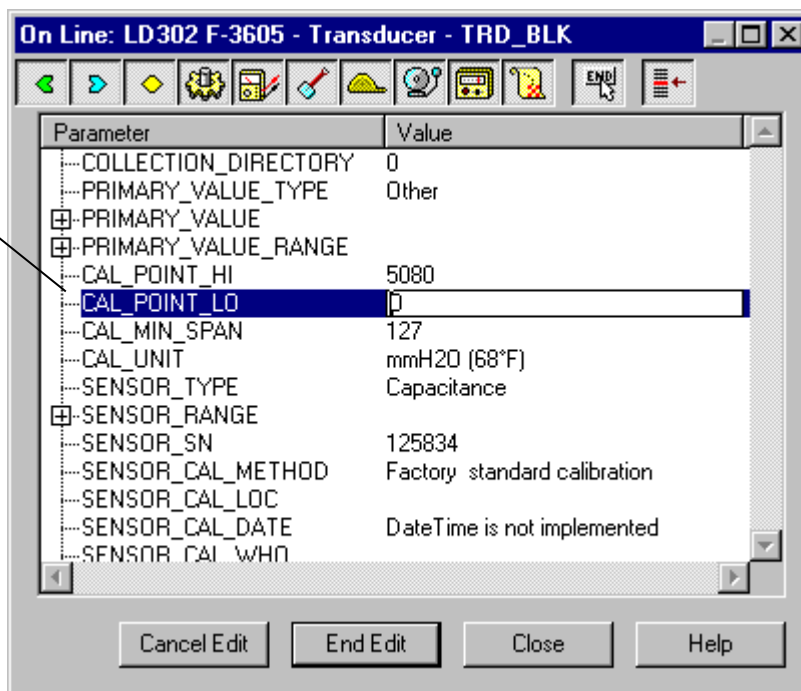 On Line: LD302 F-3605 - Transducer - TRD_BLK
END
Parameter Value
COLLECTION_DIRECTORY 0
PRIMARY_VALUE_TYPE Other
PRIMARY_VALUE
PRIMARY_VALUE_RANGE
CAL_POINT_HI 5080
CAL_POINT_LO 0
CAL_MIN_SPAN 127
CAL_UNIT mmH2O (68°F)
SENSOR_TYPE Capacitance
SENSOR_RANGE
SENSOR_SN 125834
SENSOR_CAL_METHOD Factory standard calibration
SENSOR_CAL_LOC
SENSOR_CAL_DATE DateTime is not implemented
SENSOR_CAL_WHO
Cancel Edit End Edit Close Help